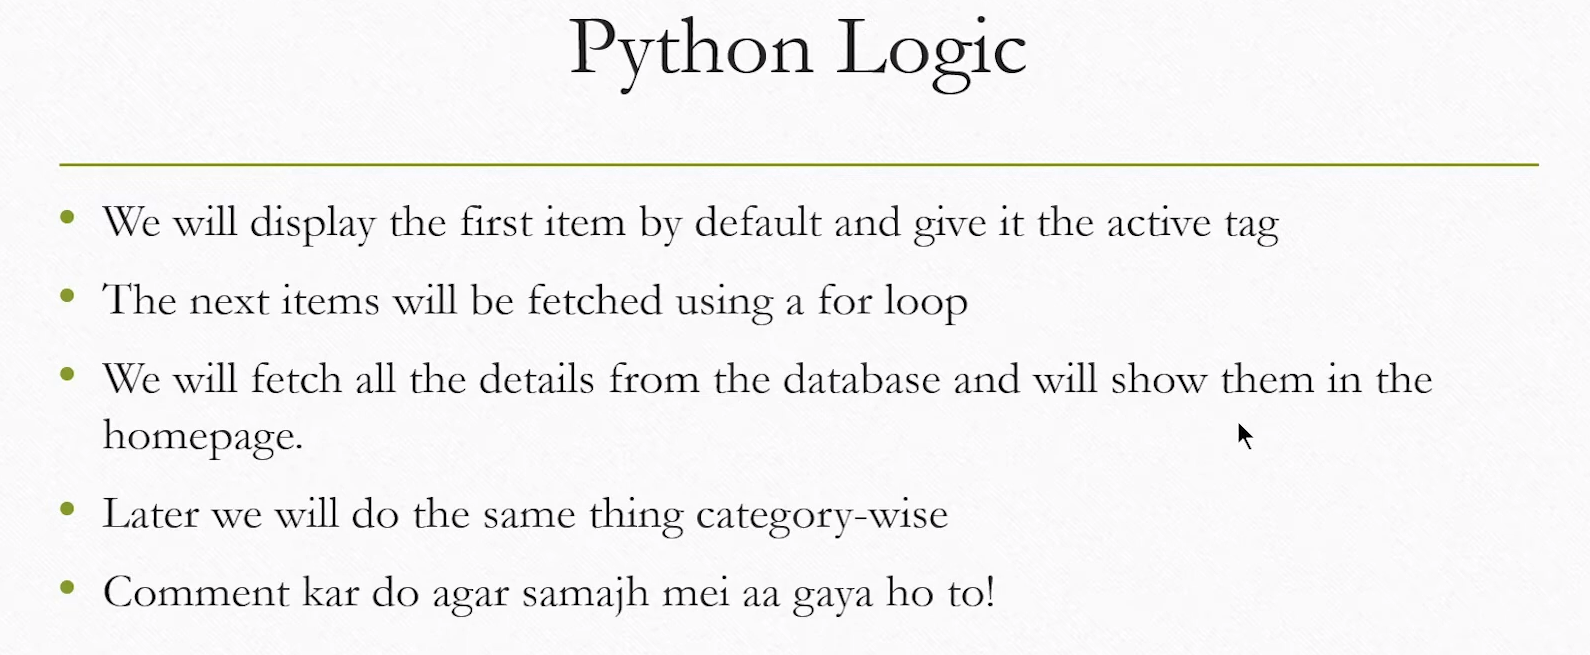 Python Logic
• We will display the first item by default and give it the active tag
• The next items will be fetched using a for loop
• We will fetch all the details from the database and will show them in the
homepage.
• Later we will do the same thing category-wise
• Comment kar do agar samajh mei aa gaya ho to!